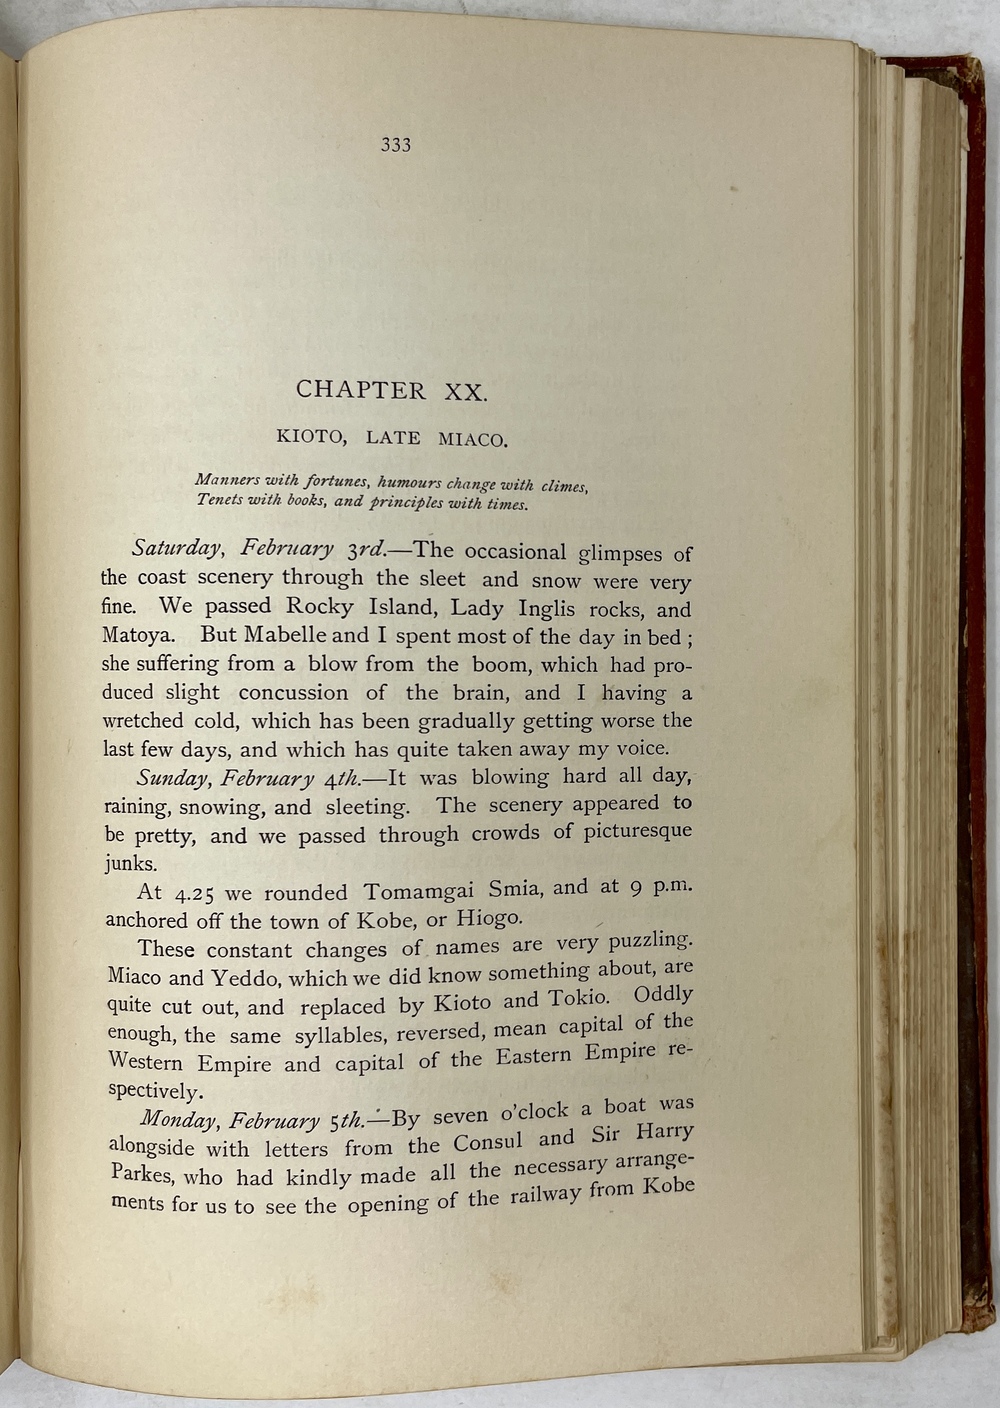 333
CHAPTER XX.
KIOTO, LATE MIACO.
Manners with fortunes, humours change with climes,
Tenets with books, and principles with times.
Saturday, February 3rd.—The occasional glimpses of
the coast scenery through the sleet and snow were very
fine. We passed Rocky Island, Lady Inglis rocks, and
Matoya. But Mabelle and I spent most of the day in bed ;
she suffering from a blow from the boom, which had pro-
duced slight concussion of the brain, and I having a
wretched cold, which has been gradually getting worse the
last few days, and which has quite taken away my voice.
Sunday, February 4th.—It was blowing hard all day,
raining, snowing, and sleeting. The scenery appeared to
be pretty, and we passed through crowds of picturesque
junks.
At 4.25 we rounded Tomamgai Smia, and at 9 p.m.
anchored off the town of Kobe, or Hiogo.
These constant changes of names are very puzzling.
Miaco and Yeddo, which we did know something about, are
quite cut out, and replaced by Kioto and Tokio. Oddly
enough, the same syllables, reversed, mean capital of the
Western Empire and capital of the Eastern Empire re-
spectively.
Monday, February 5th.—By seven o'clock a boat was
alongside with letters from the Consul and Sir Harry
Parkes, who had kindly made all the necessary arrange-
ments for us to see the opening of the railway from Kobe